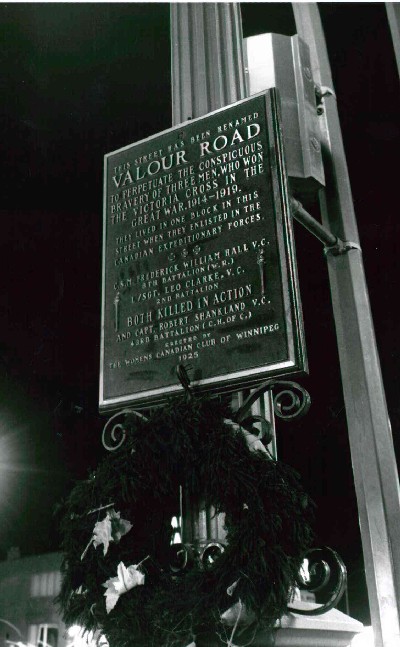 THIS STREET HAS BEEN RENAMED
VALOUR ROAD
TO PERPETUATE THE CONSPICUOUS
BRAVERY OF THREE MEN, WHO WON
THE VICTORIA CROSS IN THE
GREAT WAR, 1914-1919.
THEY LIVED IN ONE BLOCK IN THIS
STREET WHEN THEY ENLISTED IN THE
CANADIAN EXPEDITIONARY FORCES.
C.S.M. FREDERICK WILLIAM HALL V.C.
8TH BATTALION (W.R.)
L/SGT. LEO CLARKE, V.C.
2ND BATTALION
BOTH KILLED IN ACTION
AND CAPT. ROBERT SHANKLAND V.C.
43RD BATTALION (C.H. OF C.)
ERECTED BY
THE WOMENS CANADIAN CLUB OF WINNIPEG
1925